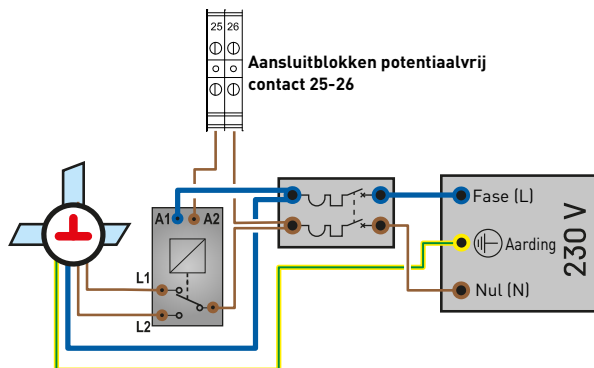 25 26
Aansluitblokken potentiaalvrij
contact 25-26
A1 A2
Fase (L)
Aarding
230 V
L1
Nul (N)
L2